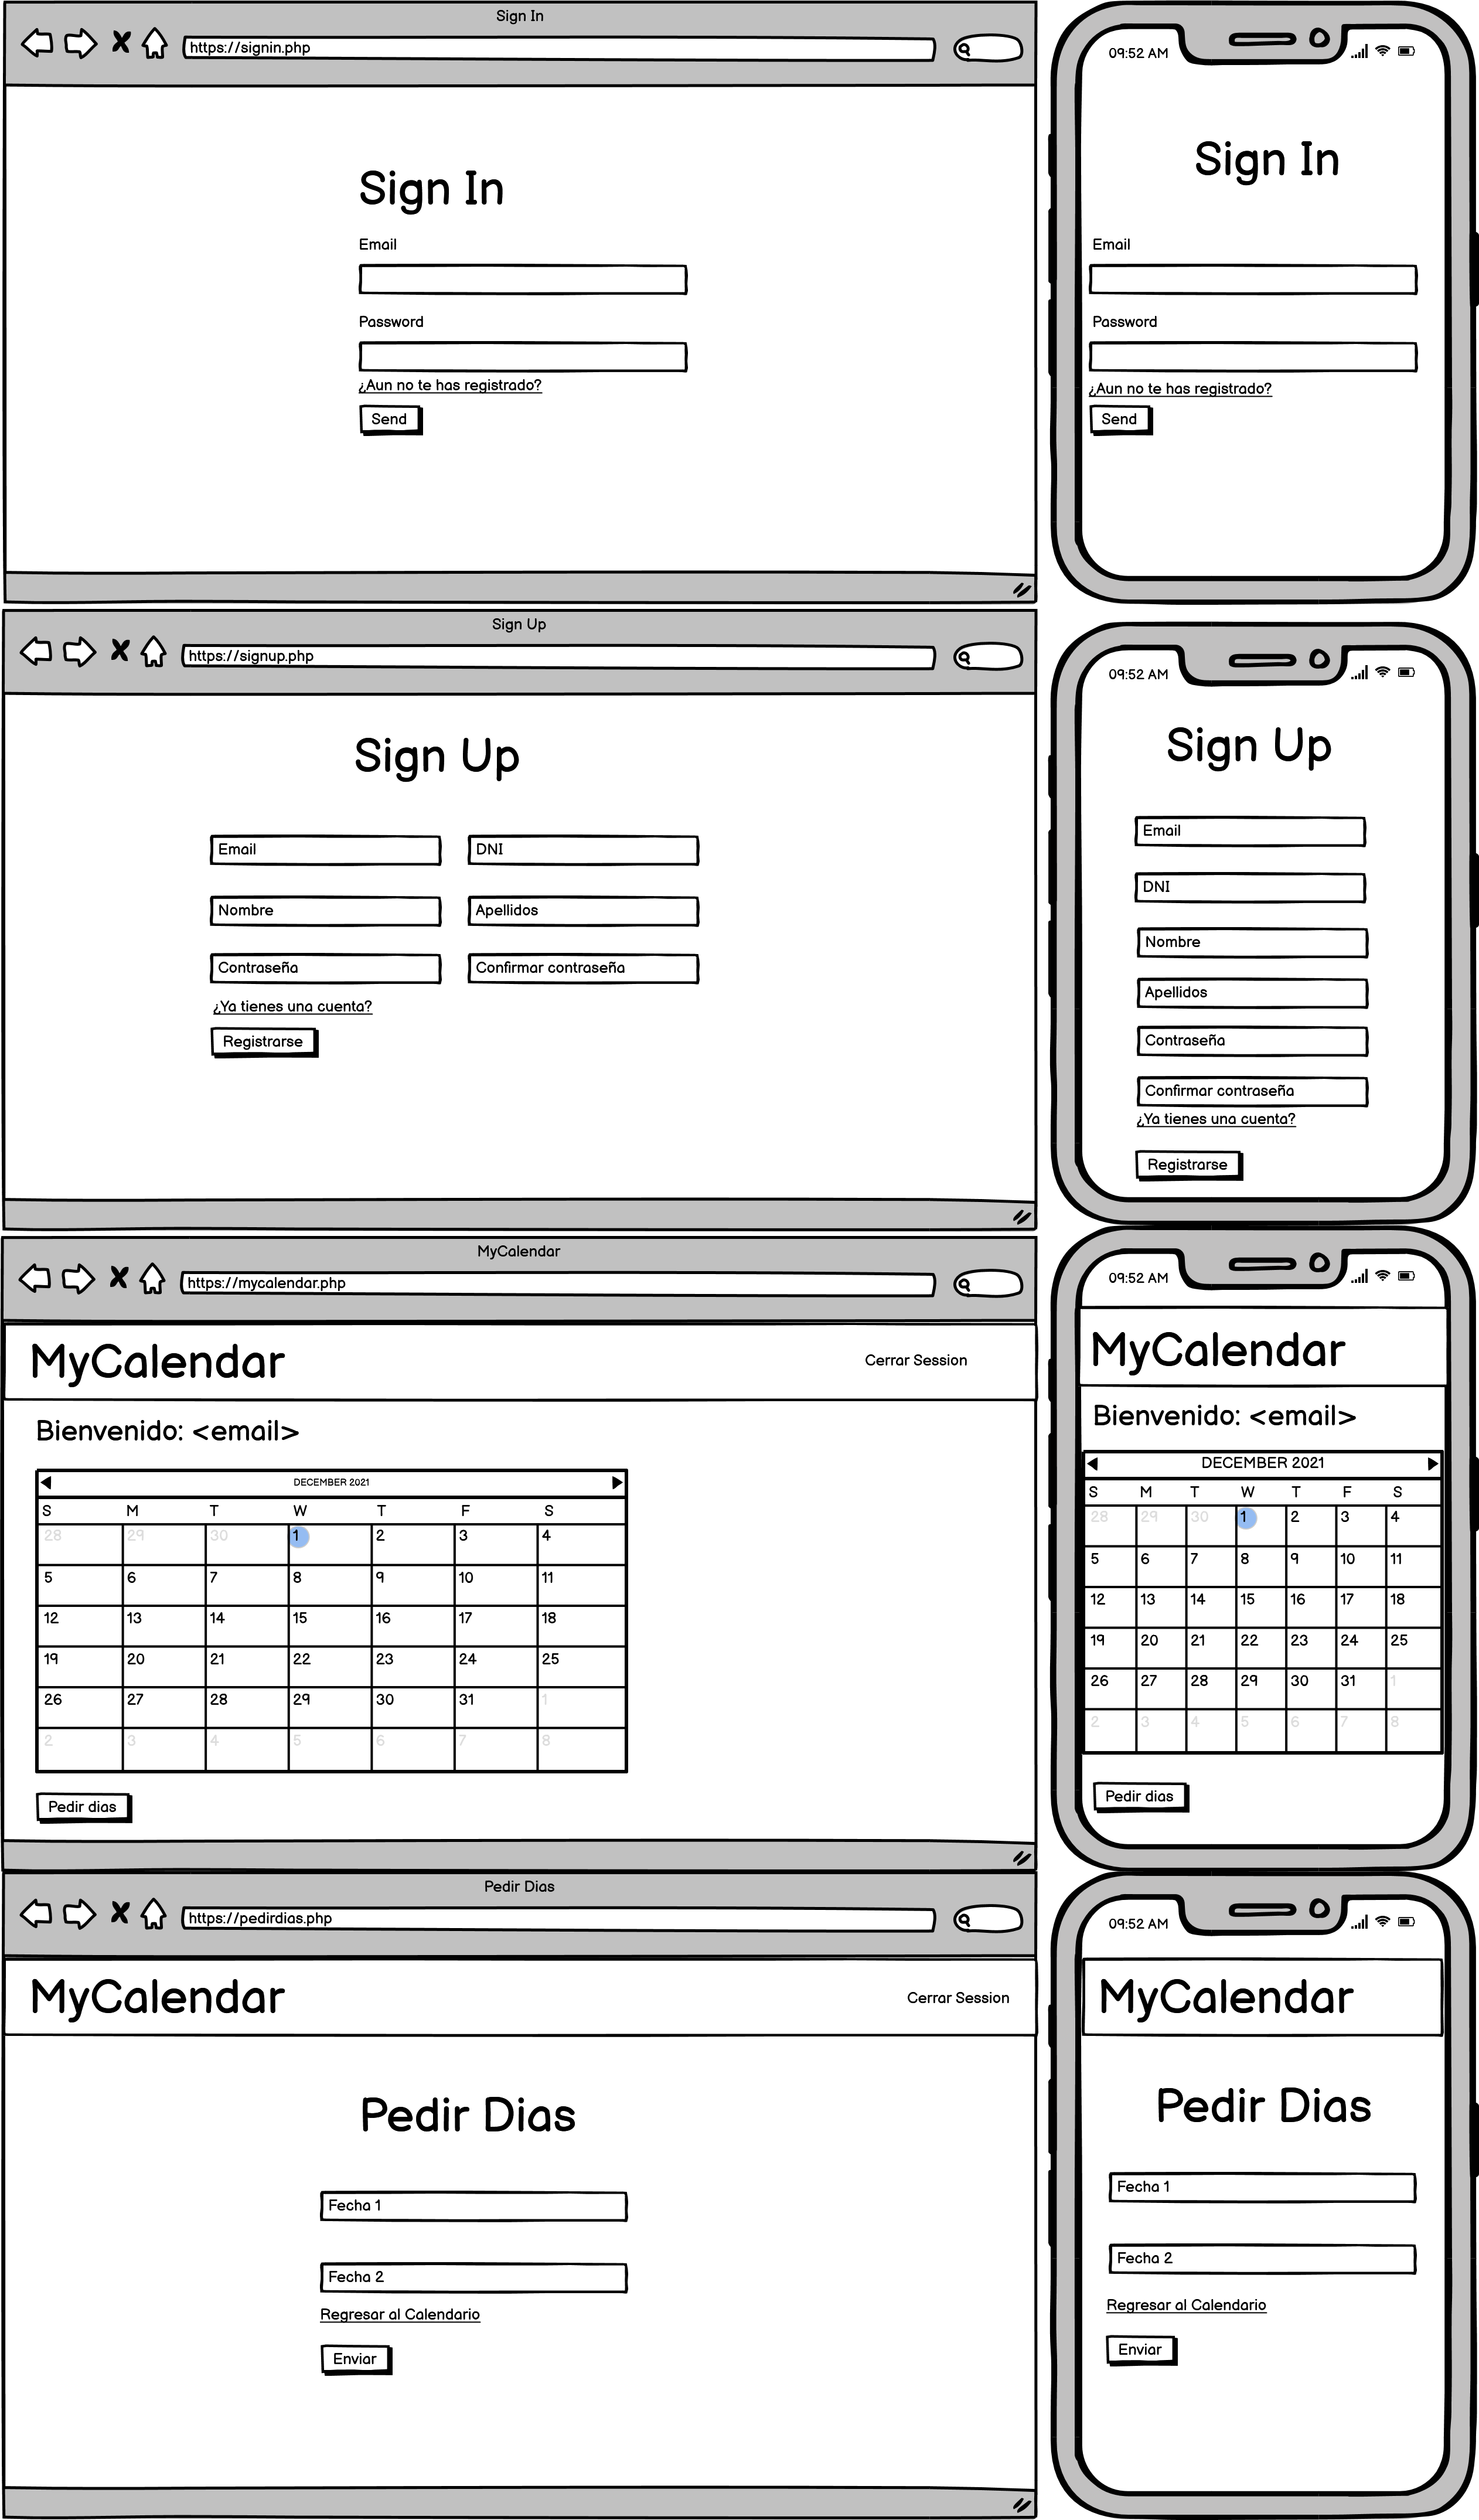 Sign In
https://signin.php
Sign In
Email
Password
¿Aun no te has registrado?
Send
09:52 AM
Sign In
Email
Password
¿Aun no te has registrado?
Send
Sign Up
https://signup.php
Sign Up
Email DNI
Nombre Apellidos
Contraseña Confirmar contraseña
¿Ya tienes una cuenta?
Registrarse
09:52 AM
Sign Up
Email
DNI
Nombre
Apellidos
Contraseña
Confirmar contraseña
¿Ya tienes una cuenta?
Registrarse
MyCalendar
https://mycalendar.php
MyCalendar Cerrar Session
Bienvenido: <email>
DECEMBER 2021
S M T W T F S
28 29 30 1 2 3 4
5 6 7 8 9 10 11
12 13 14 15 16 17 18
19 20 21 22 23 24 25
26 27 28 29 30 31 1
2 3 4 5 6 7 8
Pedir dias
09:52 AM
MyCalendar
Bienvenido: <email>
DECEMBER 2021
S M T W T F S
28 29 30 1 2 3 4
5 6 7 8 9 10 11
12 13 14 15 16 17 18
19 20 21 22 23 24 25
26 27 28 29 30 31 1
2 3 4 5 6 7 8
Pedir dias
Pedir Dias
https://pedirdias.php
MyCalendar Cerrar Session
Pedir Dias
Fecha 1
Fecha 2
Regresar al Calendario
Enviar
09:52 AM
MyCalendar
Pedir Dias
Fecha 1
Fecha 2
Regresar al Calendario
Enviar